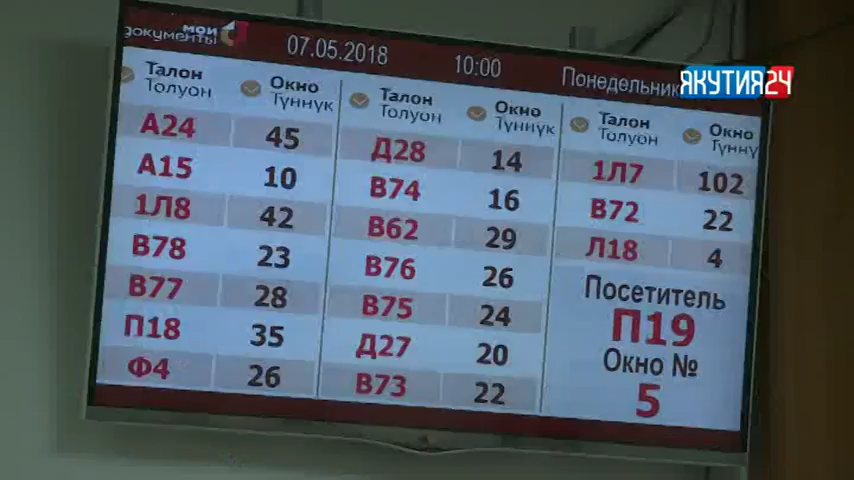 мои
документы
07.05.2018 10:00 Понедельник
ЯКУТИЯ24
Талон Окно
Толуон Түннүк
А24 45
А15 10
1Л8 42
В78 23
В77 28
П18 35
Ф4 26
Талон Окно
Толуон Түннүк
Д28 14
В74 16
В62 29
В76 26
В75 24
Д27 20
В73 22
Талон Окно
Толуон Түннү
1Л7 102
В72 22
Л18 4
Посетитель
П19
Окно №
5